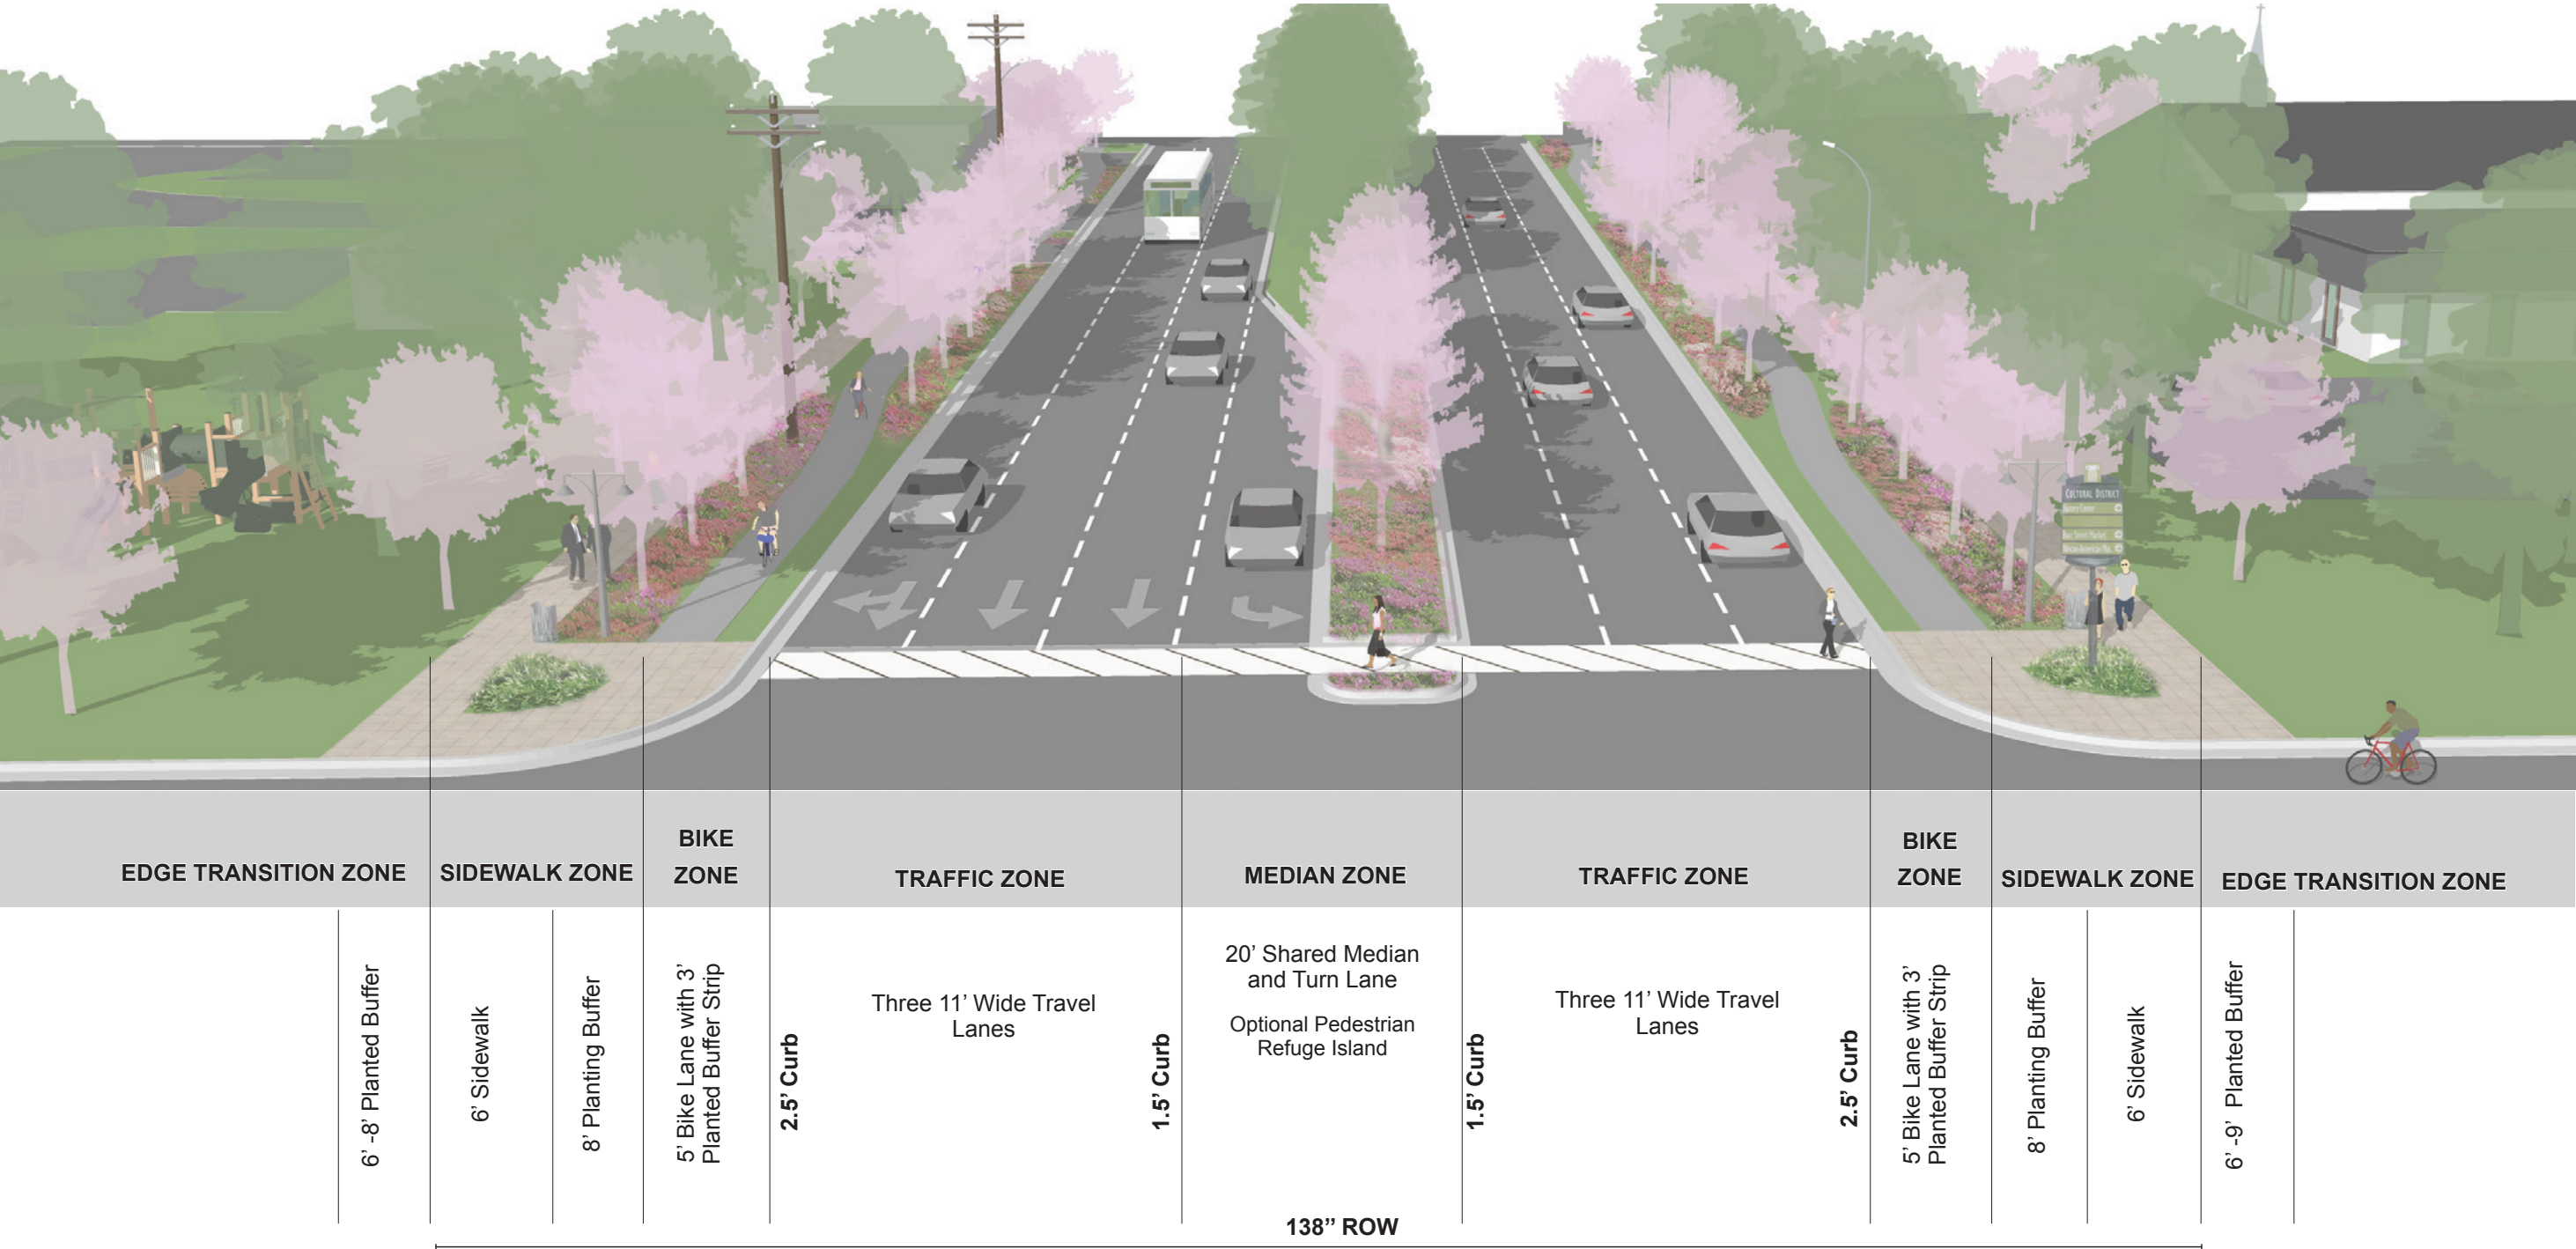 CULTURAL DISTRICT
EDGE TRANSITION ZONE
SIDEWALK ZONE
BIKE
ZONE
TRAFFIC ZONE
MEDIAN ZONE
TRAFFIC ZONE
BIKE
ZONE
SIDEWALK ZONE
EDGE TRANSITION ZONE
6’ -8’ Planted Buffer
6’ Sidewalk
8’ Planting Buffer
5’ Bike Lane with 3’
Planted Buffer Strip
2.5’ Curb
Three 11’ Wide Travel
Lanes
1.5’ Curb
20’ Shared Median
and Turn Lane
Optional Pedestrian
Refuge Island
1.5’ Curb
Three 11’ Wide Travel
Lanes
2.5’ Curb
5’ Bike Lane with 3’
Planted Buffer Strip
8’ Planting Buffer
6’ Sidewalk
6’ -9’ Planted Buffer
138” ROW